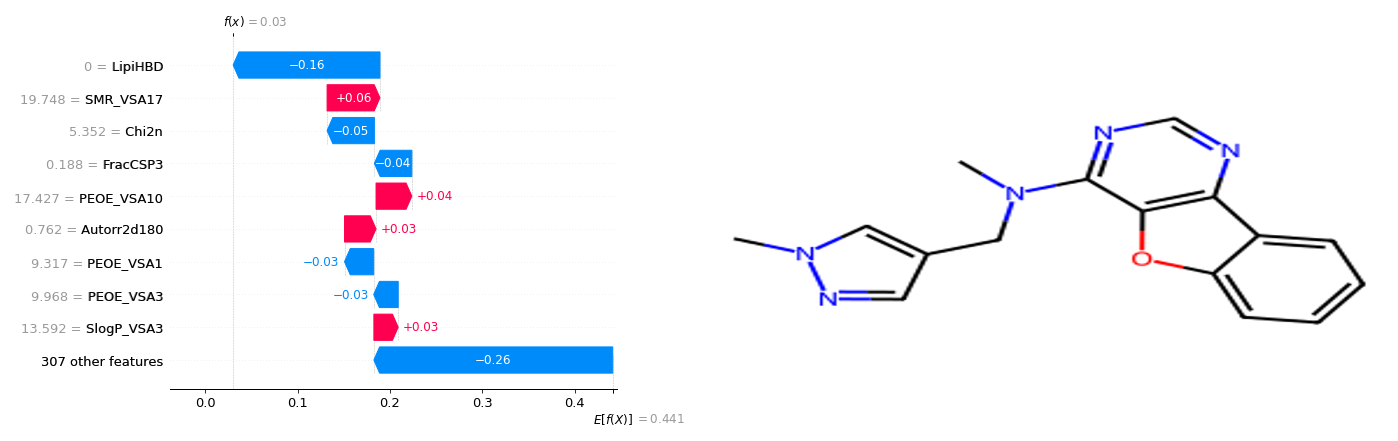 f(x) = 0.03
0 = LipiHBD
−0.16
19.748 = SMR_VSA17
+0.06
5.352 = Chi2n
−0.05
0.188 = FracCSP3
−0.04
17.427 = PEOE_VSA10
+0.04
0.762 = Autorr2d180
+0.03
9.317 = PEOE_VSA1
−0.03
9.968 = PEOE_VSA3
−0.03
13.592 = SlogP_VSA3
+0.03
307 other features
−0.26
0.0 0.1 0.2 0.3 0.4
E[f(X)] = 0.441
N
N
N
N
O
N